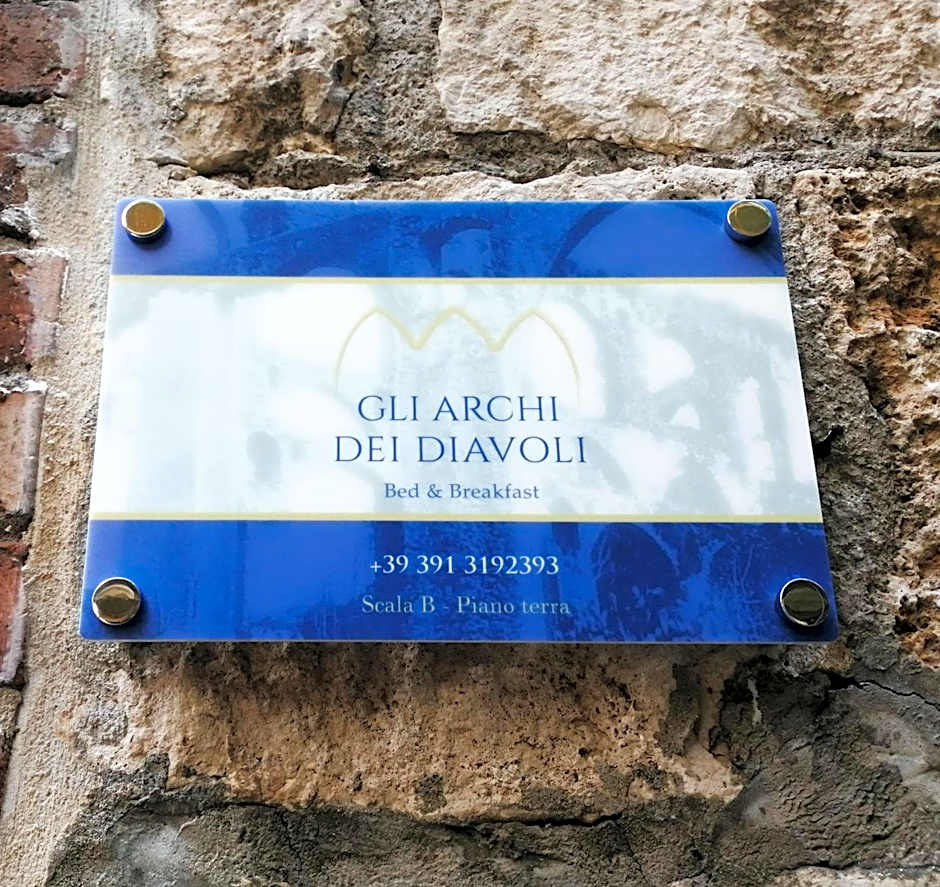 GLI ARCHI
DEI DIAVOLI
Bed & Breakfast
+39 391 3192393
Scala B - Piano terra